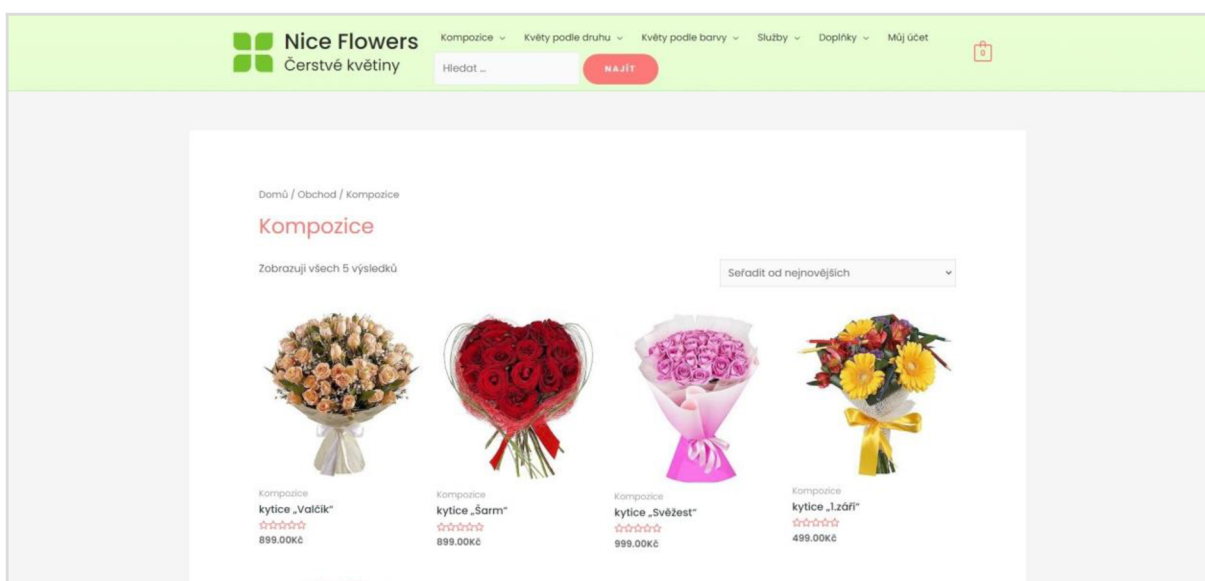 Nice Flowers
Čerstvé květiny
Kompozice
Květy podle druhu
Květy podle barvy
Služby
Doplňky
Můj účet
0
Hledat ...
NAJÍT
Domů / Obchod / Kompozice
Kompozice
Zobrazuji všech 5 výsledků
Seřadit od nejnovějších
Kompozice
kytice „Valčík“
899.00Kč
Kompozice
kytice „Šarm“
899.00Kč
Kompozice
kytice „Svěžest“
999.00Kč
Kompozice
kytice „1.září“
499.00Kč